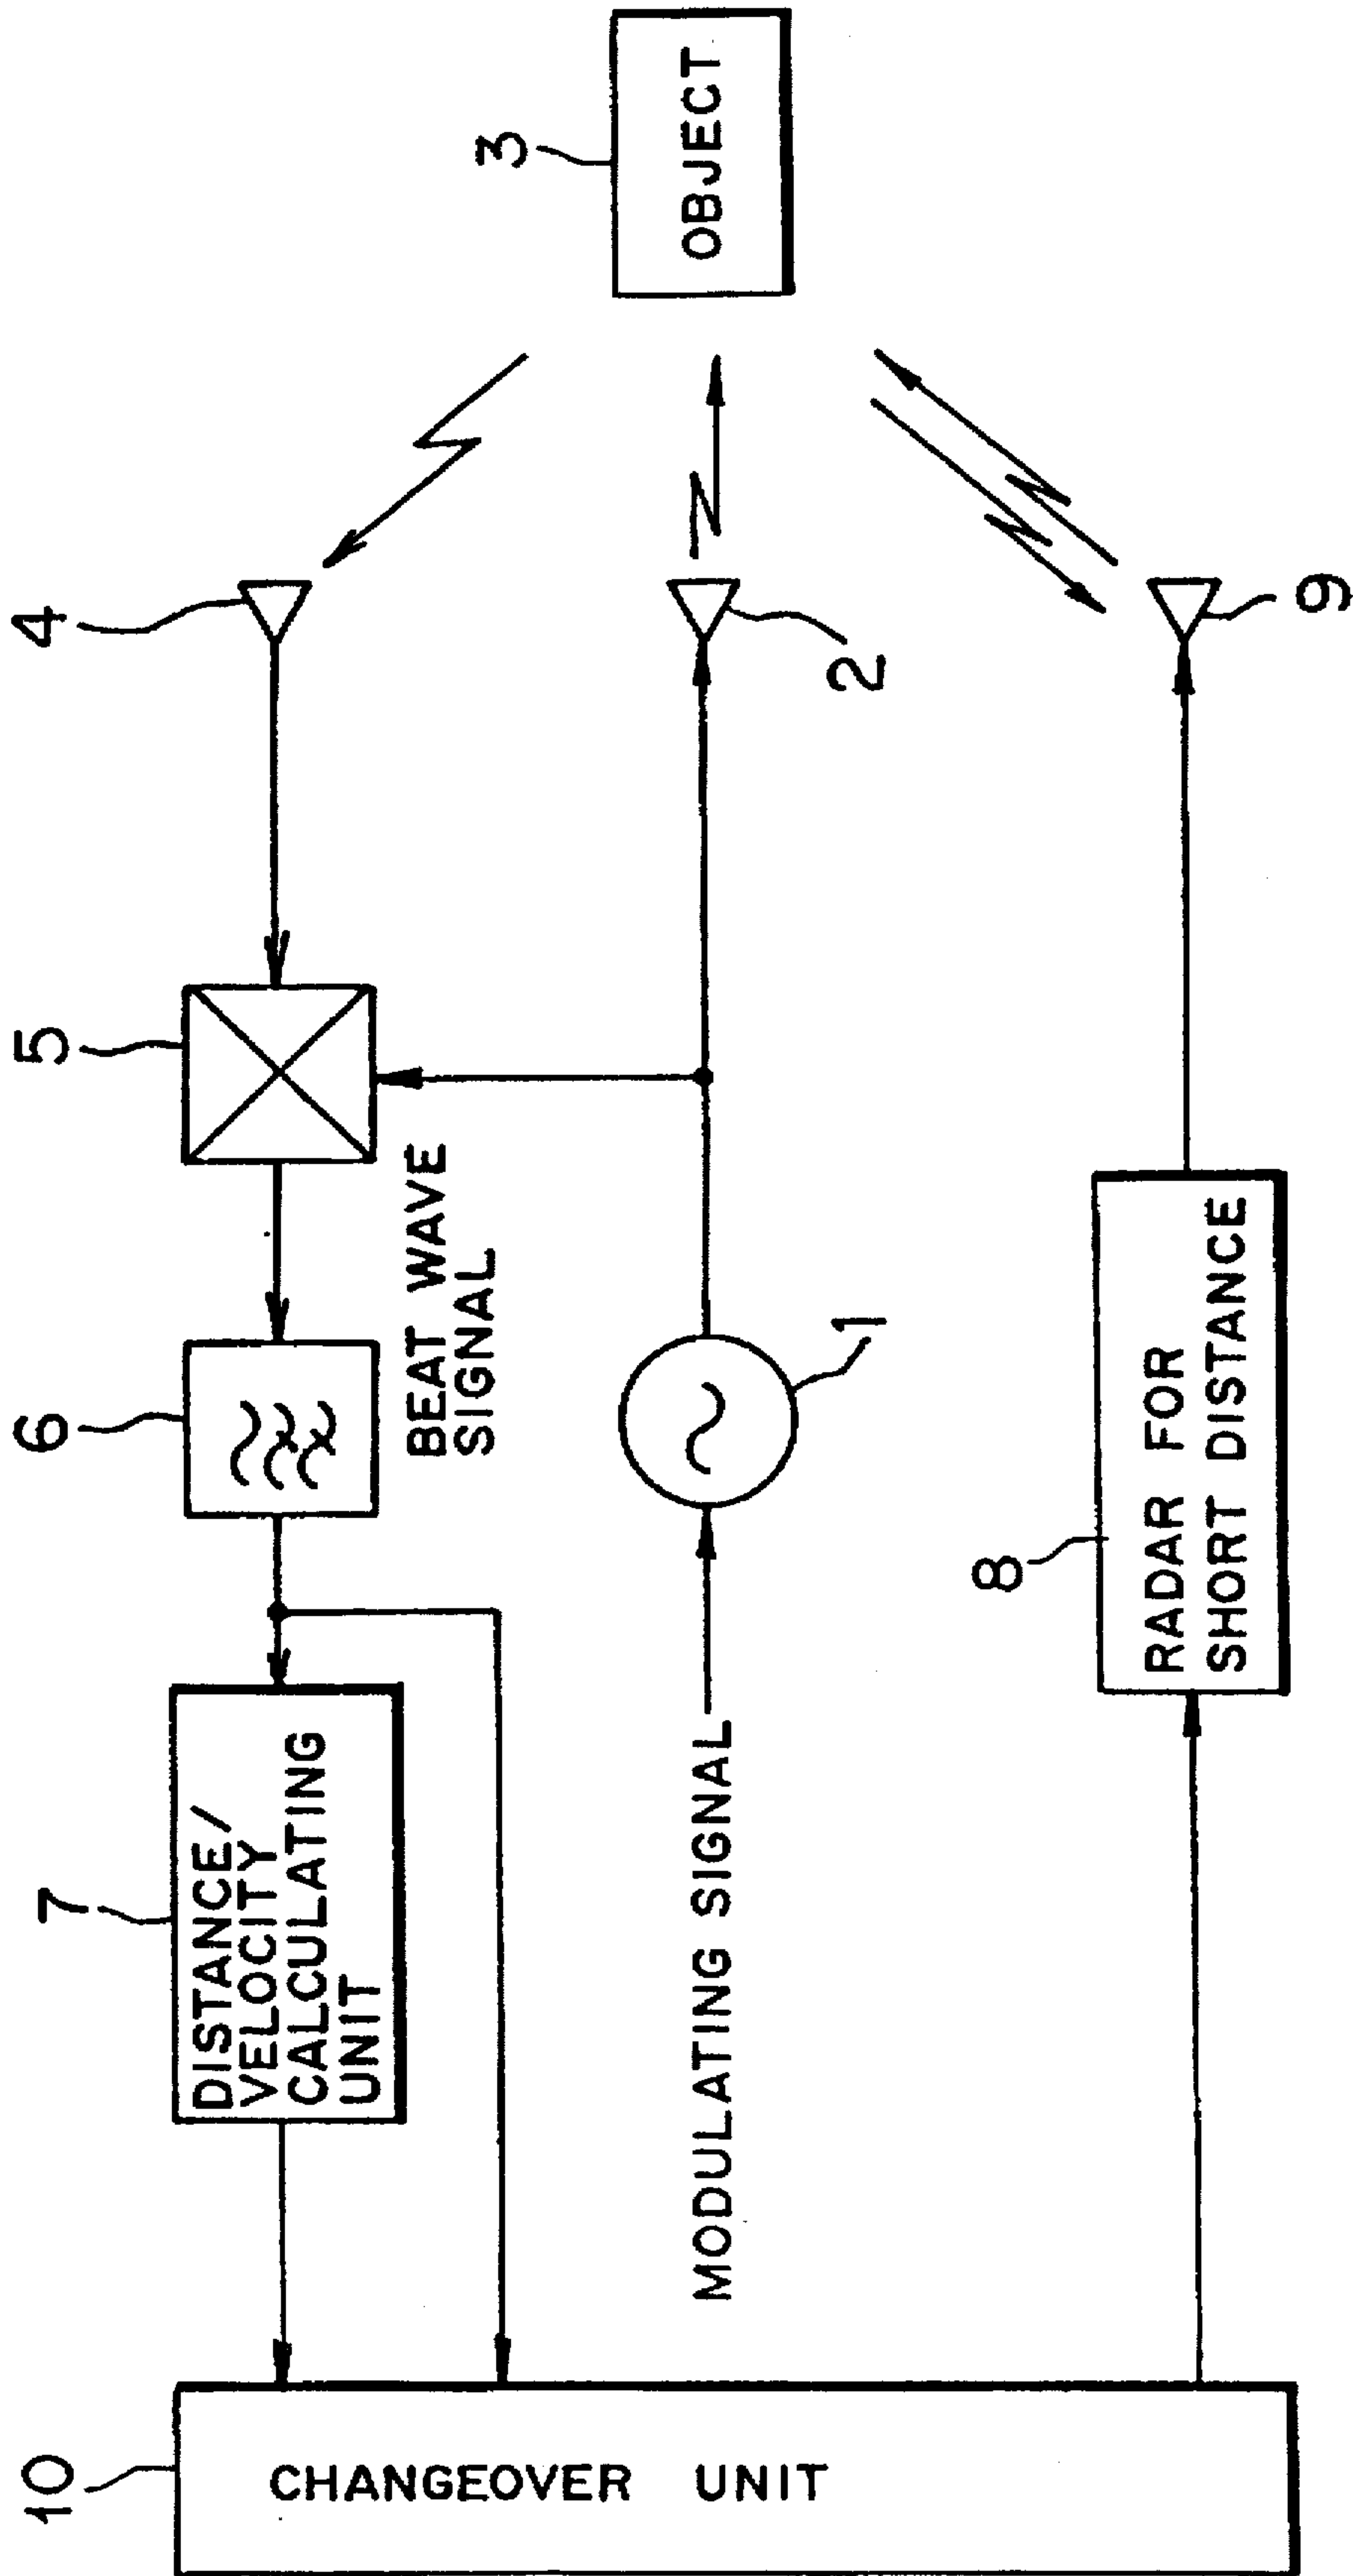 3
OBJECT
4
2
9
5
6
BEAT WAVE
SIGNAL
1
8
RADAR FOR
SHORT DISTANCE
7
DISTANCE/
VELOCITY
CALCULATING
UNIT
MODULATING SIGNAL
10
CHANGEOVER UNIT